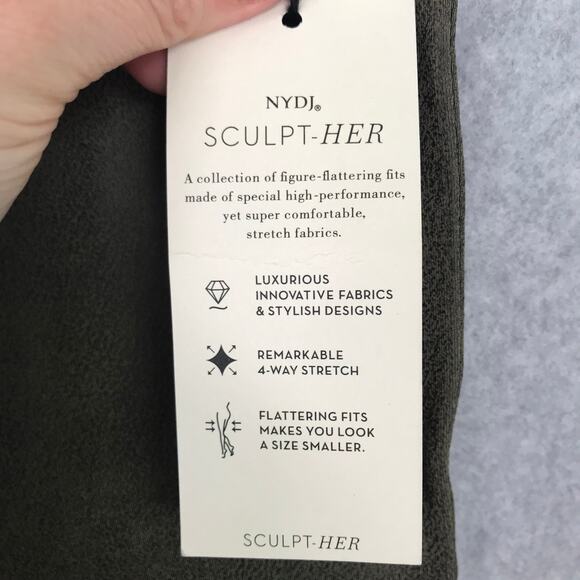 NYDJ®
SCULPT-HER
A collection of figure-flattering fits
made of special high-performance,
yet super comfortable,
stretch fabrics.
LUXURIOUS
INNOVATIVE FABRICS
& STYLISH DESIGNS
REMARKABLE
4-WAY STRETCH
FLATTERING FITS
MAKES YOU LOOK
A SIZE SMALLER.
SCULPT-HER